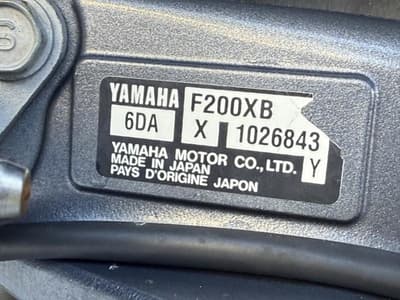 YAMAHA F200XB
6DA X 1026843
YAMAHA MOTOR CO., LTD.
MADE IN JAPAN Y
PAYS D'ORIGINE JAPON